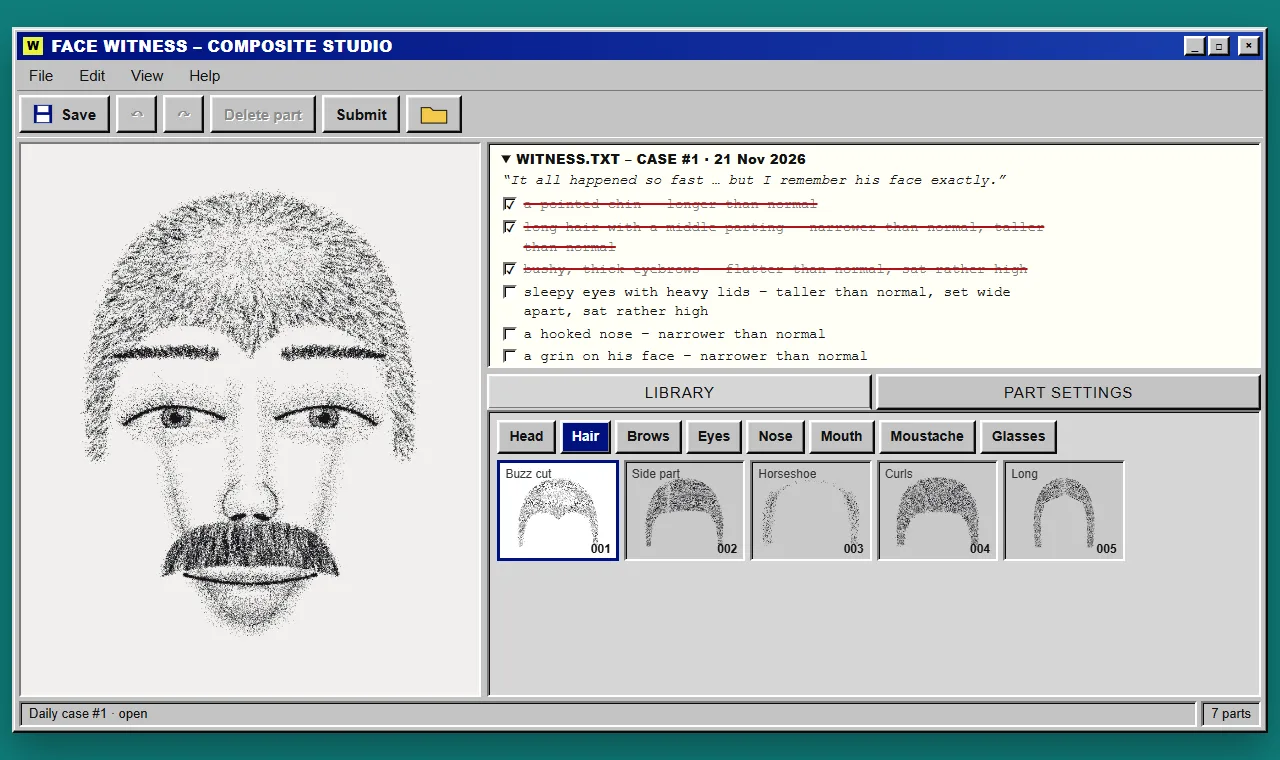 W FACE WITNESS – COMPOSITE STUDIO
File Edit View Help
Save Delete part Submit
▼ WITNESS.TXT – CASE #1 · 21 Nov 2026
“It all happened so fast … but I remember his face exactly.”
a pointed chin – longer than normal
long hair with a middle parting – narrower than normal, taller
than normal
bushy, thick eyebrows – flatter than normal, sat rather high
sleepy eyes with heavy lids – taller than normal, set wide
apart, sat rather high
a hooked nose – narrower than normal
a grin on his face – narrower than normal
LIBRARY PART SETTINGS
Head Hair Brows Eyes Nose Mouth Moustache Glasses
Buzz cut Side part Horseshoe Curls Long
001 002 003 004 005
Daily case #1 · open 7 parts